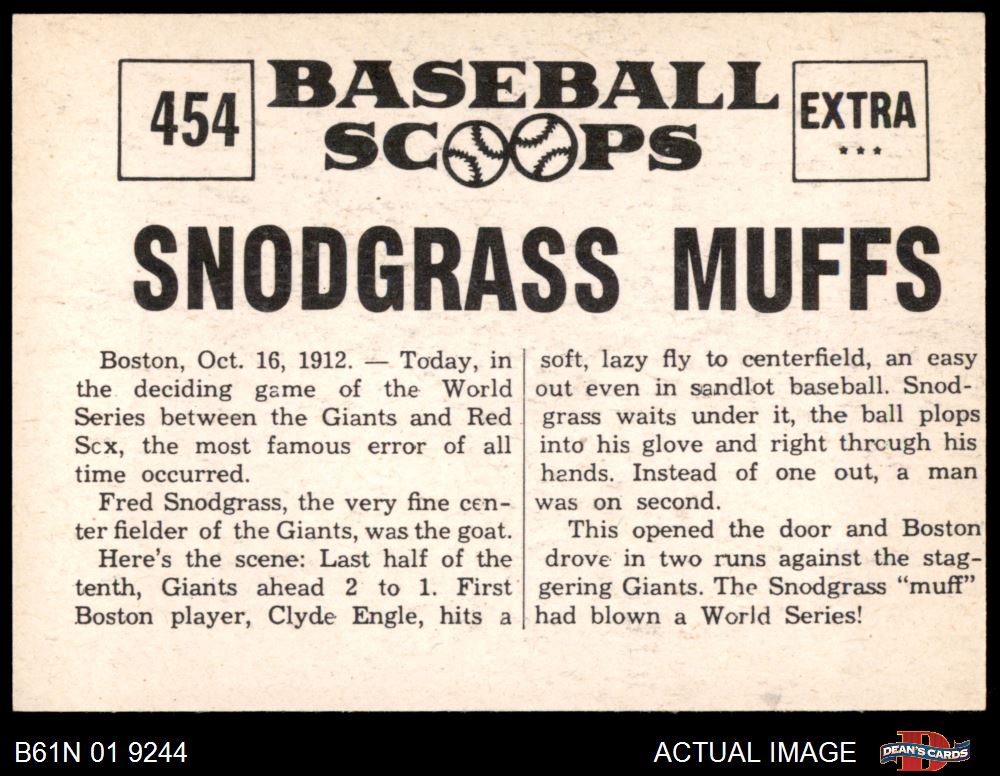 454
BASEBALL
SCOOPS
EXTRA
* * *
SNODGRASS MUFFS
Boston, Oct. 16, 1912. — Today, in
the deciding game of the World
Series between the Giants and Red
Sox, the most famous error of all
time occurred.
Fred Snodgrass, the very fine cen-
ter fielder of the Giants, was the goat.
Here's the scene: Last half of the
tenth, Giants ahead 2 to 1. First
Boston player, Clyde Engle, hits a
soft, lazy fly to centerfield, an easy
out even in sandlot baseball. Snod-
grass waits under it, the ball plops
into his glove and right through his
hands. Instead of one out, a man
was on second.
This opened the door and Boston
drove in two runs against the stag-
gering Giants. The Snodgrass "muff"
had blown a World Series!
B61N 01 9244
ACTUAL IMAGE
D
DEAN'S CARDS